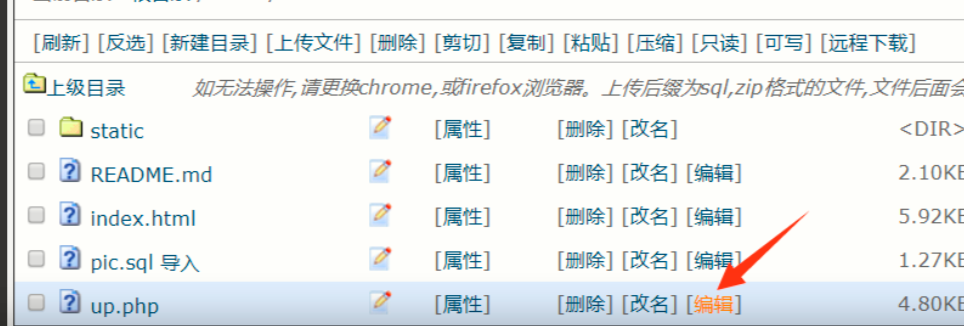 [刷新] [反选] [新建目录] [上传文件] [删除] [剪切] [复制] [粘贴] [压缩] [只读] [可写] [远程下载]
上级目录 如无法操作,请更换chrome,或firefox浏览器。上传后缀为sql,zip格式的文件,文件后面会
static [属性] [删除] [改名] <DIR>
README.md [属性] [删除] [改名] [编辑] 2.10KB
index.html [属性] [删除] [改名] [编辑] 5.92KB
pic.sql 导入 [属性] [删除] [改名] [编辑] 1.27KB
up.php [属性] [删除] [改名] [编辑] 4.80KB